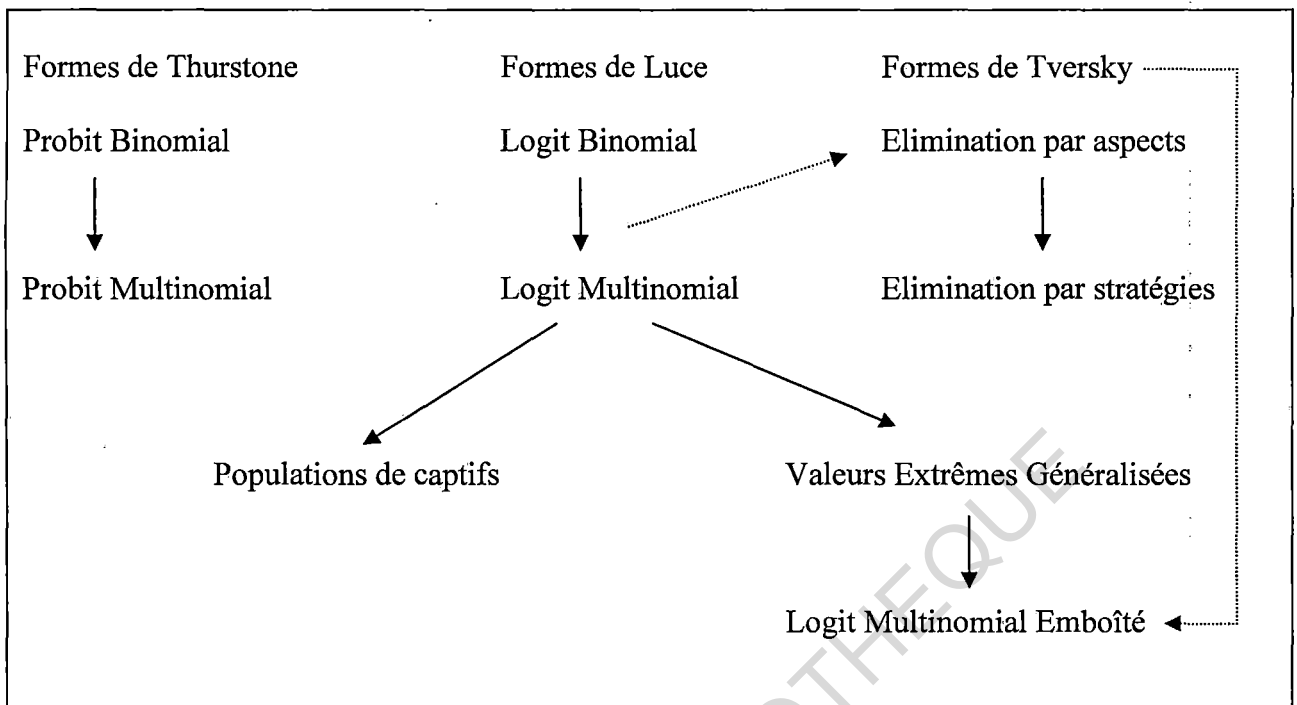 Formes de Thurstone Formes de Luce Formes de Tversky
Probit Binomial Logit Binomial Elimination par aspects
Probit Multinomial Logit Multinomial Elimination par stratégies
Populations de captifs Valeurs Extrêmes Généralisées
Logit Multinomial Emboîté
OTHEQUE